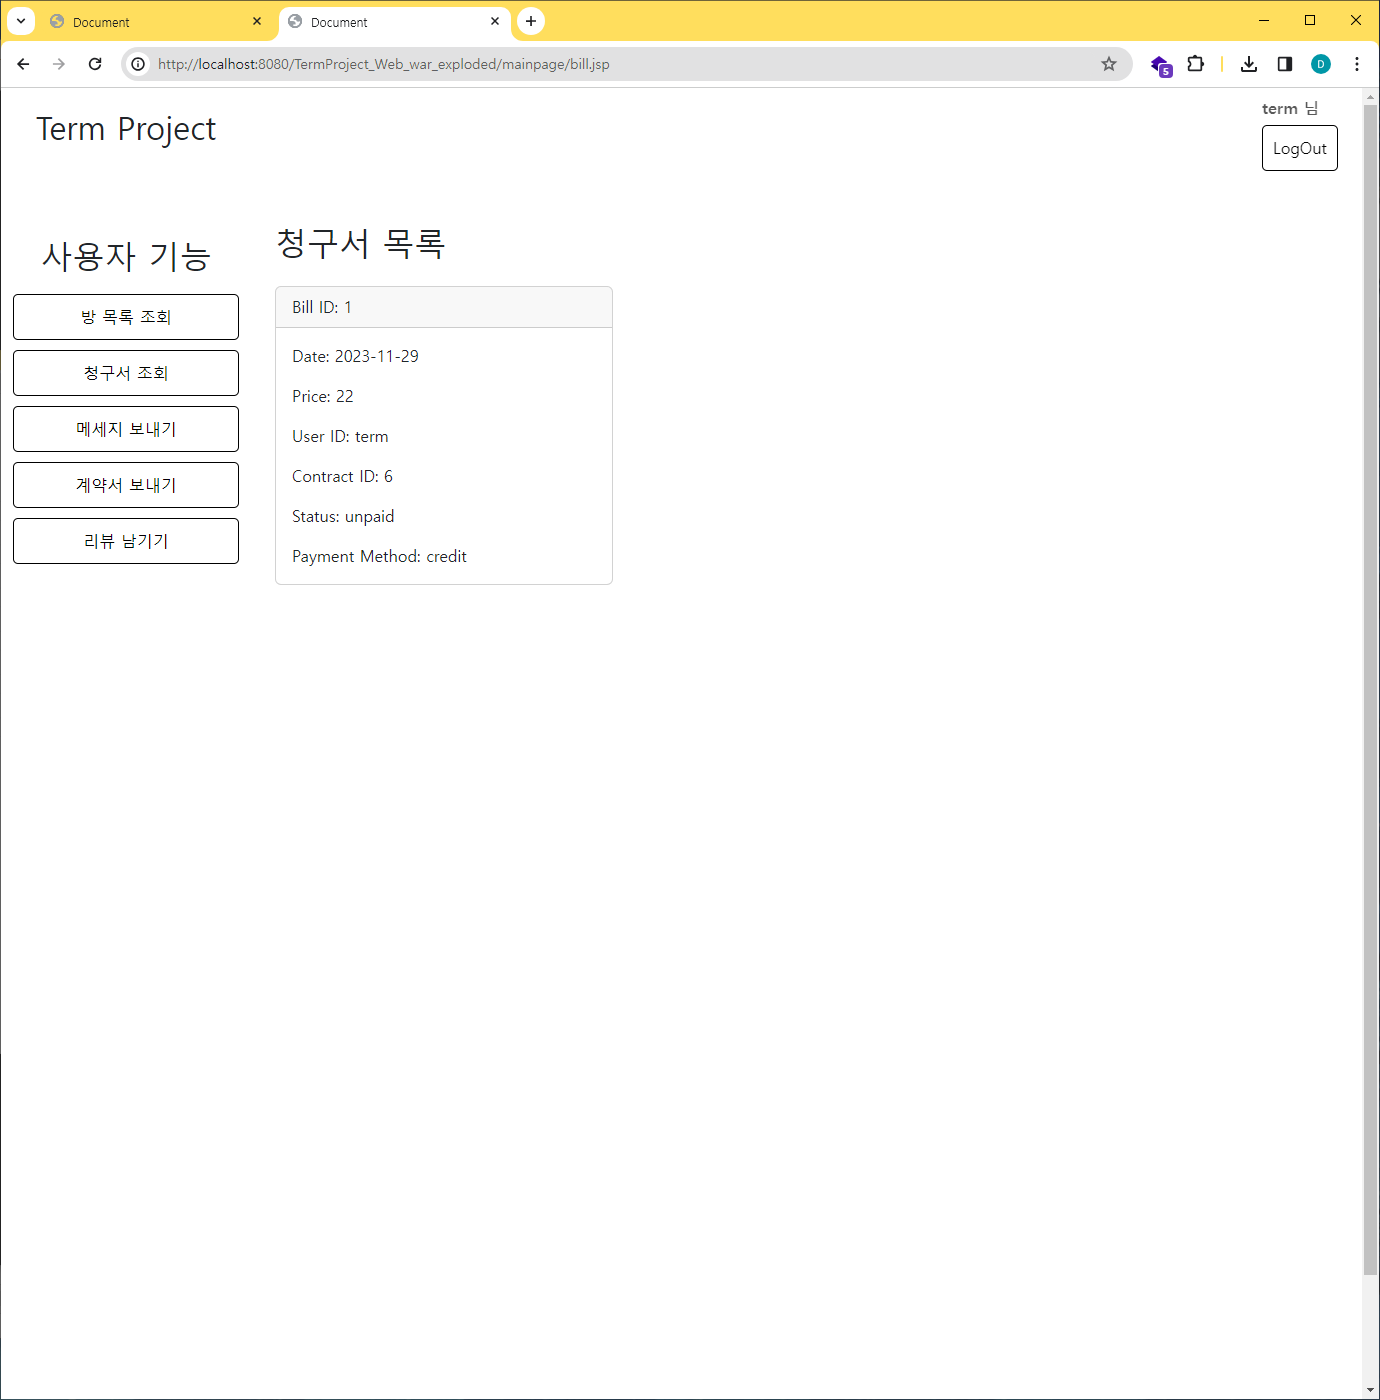 Document
Document
http://localhost:8080/TermProject_Web_war_exploded/mainpage/bill.jsp
5
D
Term Project
term 님
LogOut
사용자 기능
방 목록 조회
청구서 조회
메세지 보내기
계약서 보내기
리뷰 남기기
청구서 목록
Bill ID: 1
Date: 2023-11-29
Price: 22
User ID: term
Contract ID: 6
Status: unpaid
Payment Method: credit